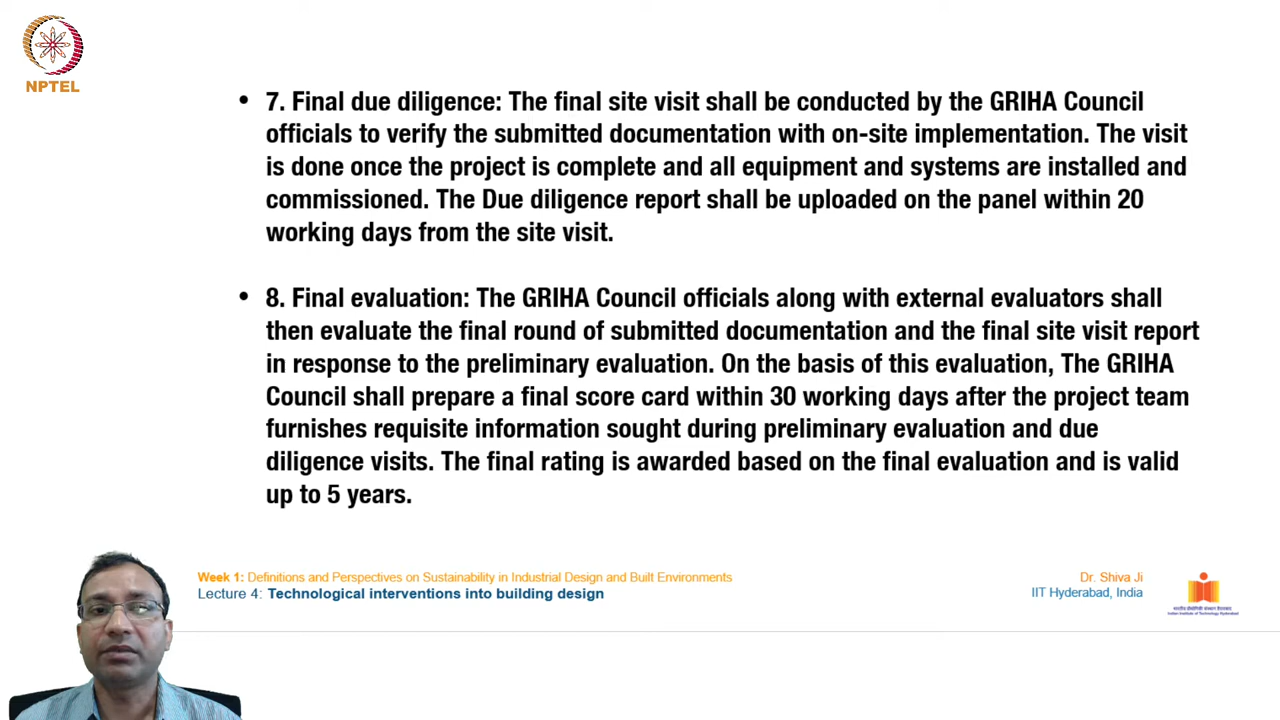 NPTEL
• 7. Final due diligence: The final site visit shall be conducted by the GRIHA Council
officials to verify the submitted documentation with on-site implementation. The visit
is done once the project is complete and all equipment and systems are installed and
commissioned. The Due diligence report shall be uploaded on the panel within 20
working days from the site visit.
• 8. Final evaluation: The GRIHA Council officials along with external evaluators shall
then evaluate the final round of submitted documentation and the final site visit report
in response to the preliminary evaluation. On the basis of this evaluation, The GRIHA
Council shall prepare a final score card within 30 working days after the project team
furnishes requisite information sought during preliminary evaluation and due
diligence visits. The final rating is awarded based on the final evaluation and is valid
up to 5 years.
Week 1: Definitions and Perspectives on Sustainability in Industrial Design and Built Environments
Lecture 4: Technological interventions into building design
Dr. Shiva Ji
IIT Hyderabad, India
Indian Institute of Technology Hyderabad